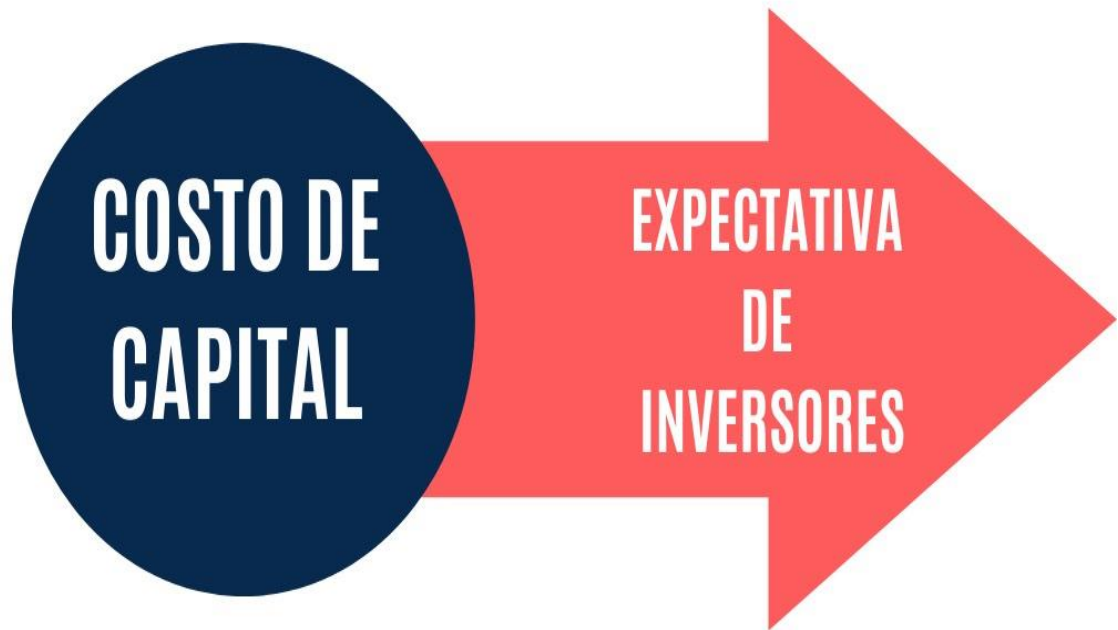 COSTO DE
CAPITAL
EXPECTATIVA
DE
INVERSORES